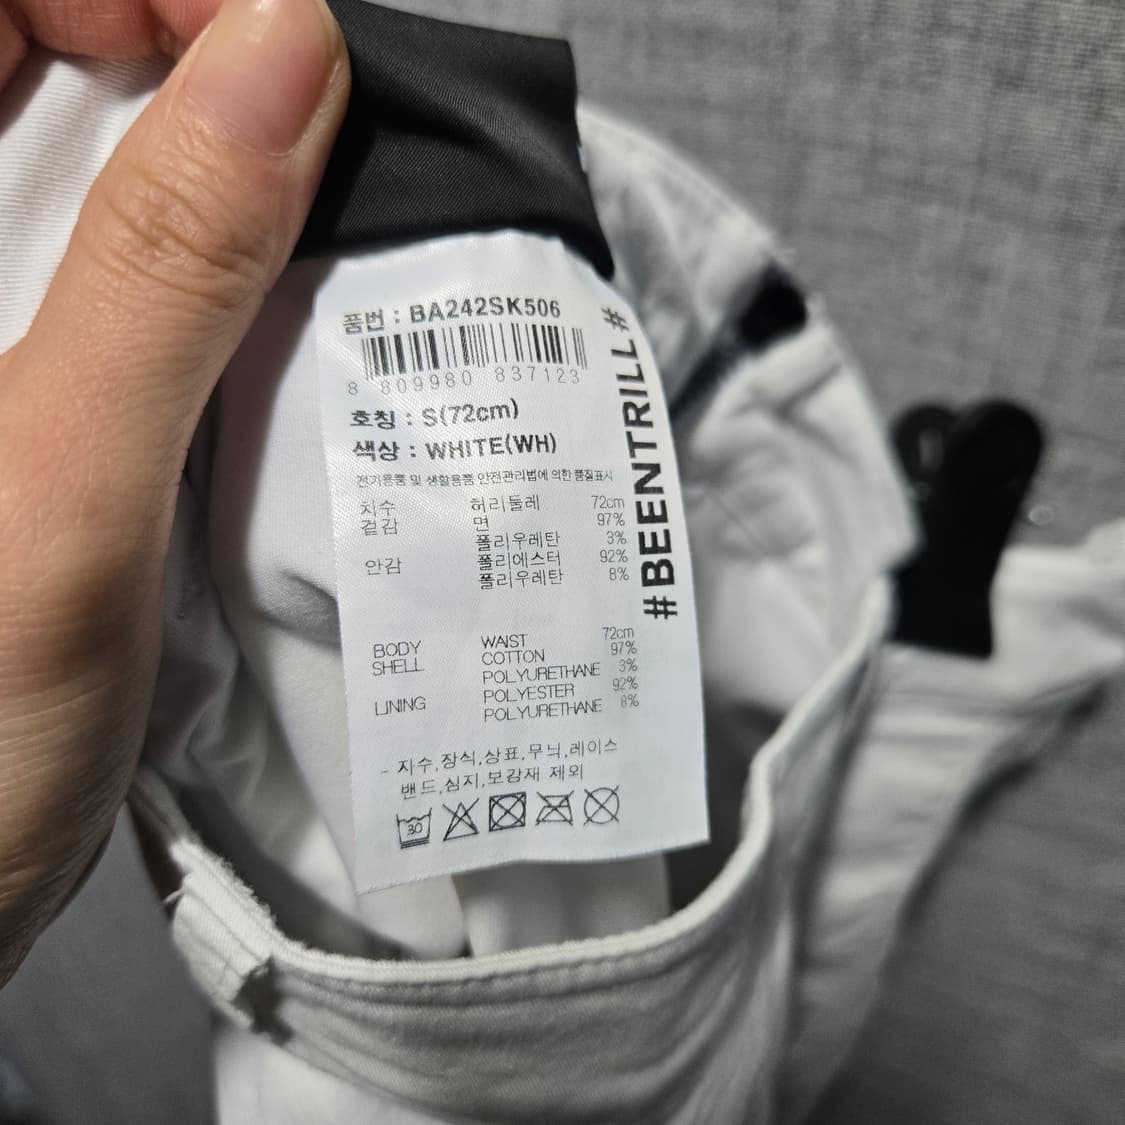 품번 : BA242SK506
8 809980 837123
호칭 : S(72cm)
색상 : WHITE(WH)
전기용품 및 생활용품 안전관리법에 의한 품질표시
치수 허리둘레 72cm
겉감 면 97%
폴리우레탄 3%
안감 폴리에스터 92%
폴리우레탄 8%
BODY WAIST 72cm
SHELL COTTON 97%
POLYURETHANE 3%
LINING POLYESTER 92%
POLYURETHANE 8%
- 자수,장식,상표,무늬,레이스
밴드,심지,보강재 제외
30
#BEENTRILL#